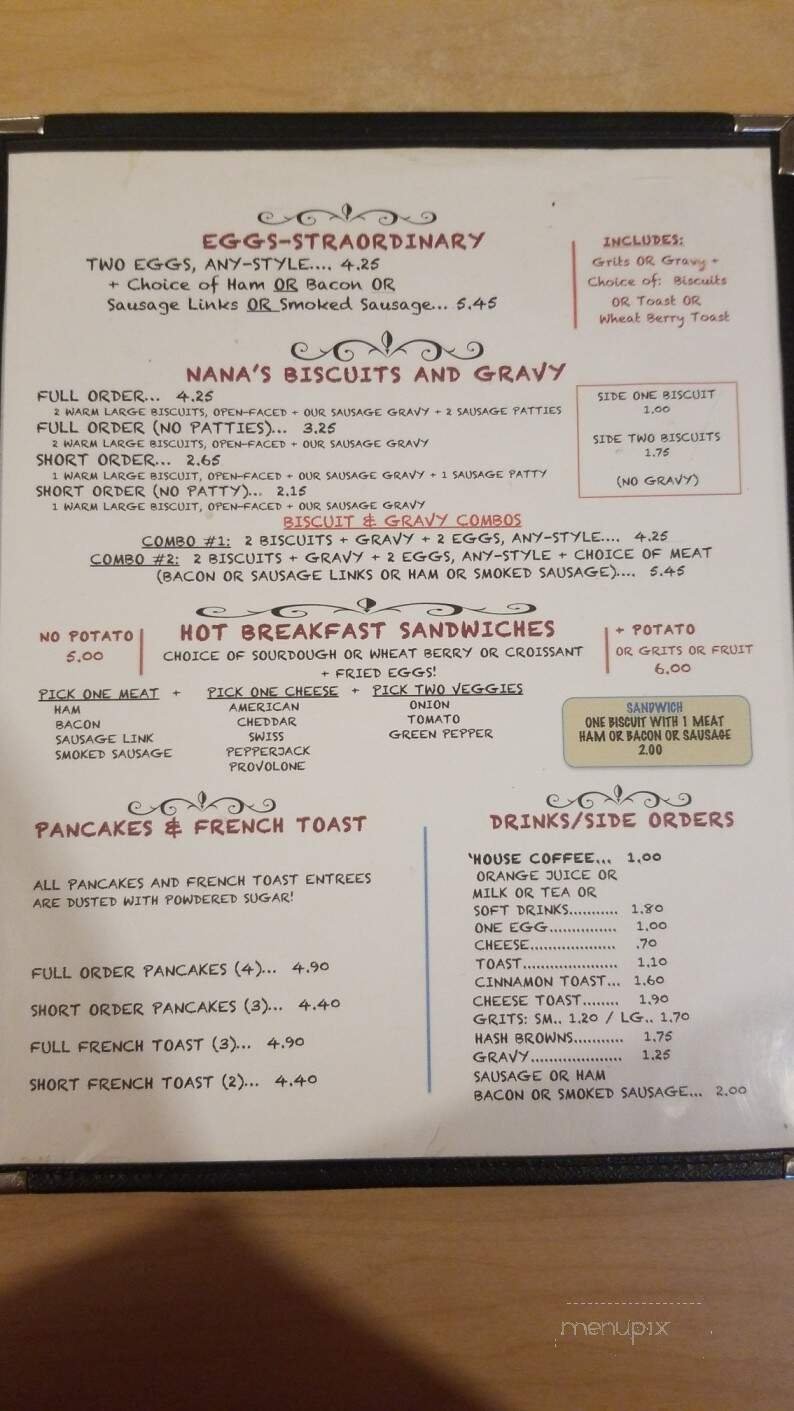 EGGS-STRAORDINARY
TWO EGGS, ANY-STYLE.... 4.25
+ Choice of Ham OR Bacon OR
Sausage Links OR Smoked Sausage... 5.45
INCLUDES:
Grits OR Gravy +
Choice of: Biscuits
OR Toast OR
Wheat Berry Toast
NANA'S BISCUITS AND GRAVY
FULL ORDER... 4.25
2 WARM LARGE BISCUITS, OPEN-FACED + OUR SAUSAGE GRAVY + 2 SAUSAGE PATTIES
FULL ORDER (NO PATTIES)... 3.25
2 WARM LARGE BISCUITS, OPEN-FACED + OUR SAUSAGE GRAVY
SHORT ORDER... 2.65
1 WARM LARGE BISCUIT, OPEN-FACED + OUR SAUSAGE GRAVY + 1 SAUSAGE PATTY
SHORT ORDER (NO PATTY)... 2.15
1 WARM LARGE BISCUIT, OPEN-FACED + OUR SAUSAGE GRAVY
SIDE ONE BISCUIT
1.00
SIDE TWO BISCUITS
1.75
(NO GRAVY)
BISCUIT & GRAVY COMBOS
COMBO #1: 2 BISCUITS + GRAVY + 2 EGGS, ANY-STYLE.... 4.25
COMBO #2: 2 BISCUITS + GRAVY + 2 EGGS, ANY-STYLE + CHOICE OF MEAT
(BACON OR SAUSAGE LINKS OR HAM OR SMOKED SAUSAGE).... 5.45
NO POTATO
5.00
HOT BREAKFAST SANDWICHES
CHOICE OF SOURDOUGH OR WHEAT BERRY OR CROISSANT
+ FRIED EGGS!
+ POTATO
OR GRITS OR FRUIT
6.00
PICK ONE MEAT + PICK ONE CHEESE + PICK TWO VEGGIES
HAM
BACON
SAUSAGE LINK
SMOKED SAUSAGE
AMERICAN
CHEDDAR
SWISS
PEPPERJACK
PROVOLONE
ONION
TOMATO
GREEN PEPPER
SANDWICH
ONE BISCUIT WITH 1 MEAT
HAM OR BACON OR SAUSAGE
2.00
PANCAKES & FRENCH TOAST
ALL PANCAKES AND FRENCH TOAST ENTREES
ARE DUSTED WITH POWDERED SUGAR!
FULL ORDER PANCAKES (4)... 4.90
SHORT ORDER PANCAKES (3)... 4.40
FULL FRENCH TOAST (3)... 4.90
SHORT FRENCH TOAST (2)... 4.40
DRINKS/SIDE ORDERS
'HOUSE COFFEE... 1.00
ORANGE JUICE OR
MILK OR TEA OR
SOFT DRINKS........... 1.80
ONE EGG............... 1.00
CHEESE................... .70
TOAST..................... 1.10
CINNAMON TOAST... 1.60
CHEESE TOAST........ 1.90
GRITS: SM.. 1.20 / LG.. 1.70
HASH BROWNS........... 1.75
GRAVY.................... 1.25
SAUSAGE OR HAM
BACON OR SMOKED SAUSAGE... 2.00
menupix